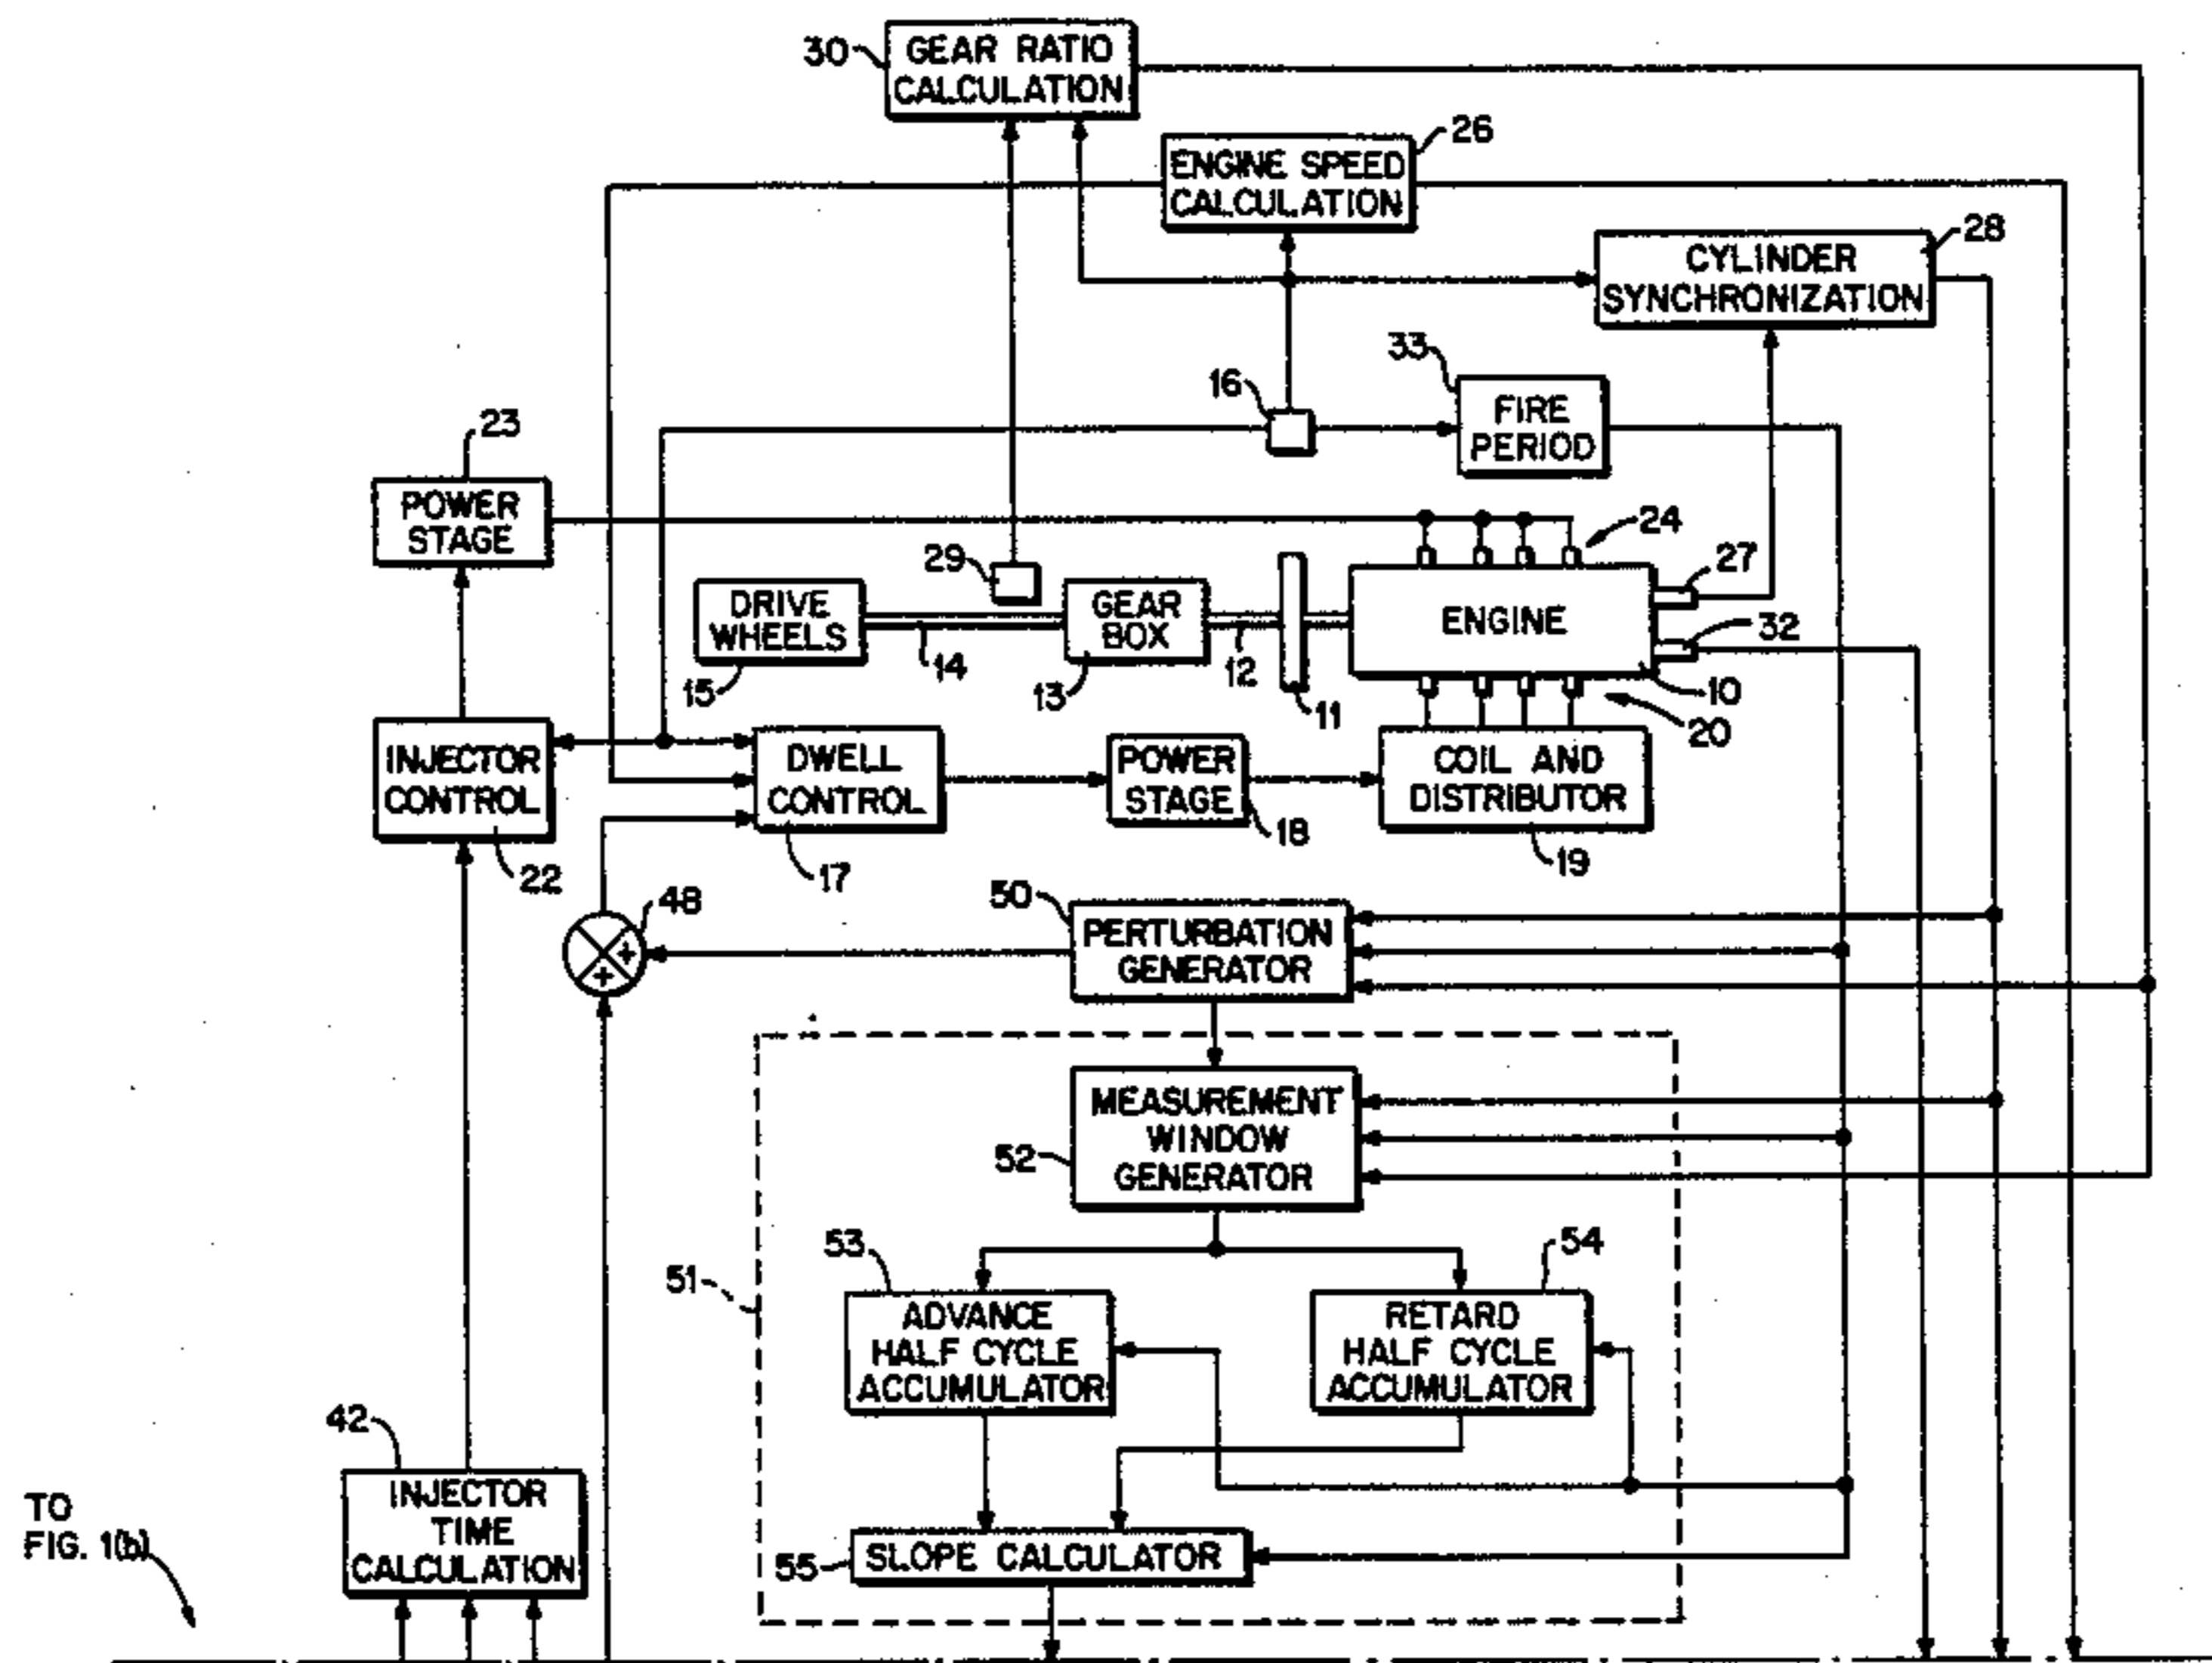 30
GEAR RATIO
CALCULATION
26
ENGINE SPEED
CALCULATION
28
CYLINDER
SYNCHRONIZATION
33
16
FIRE
PERIOD
23
POWER
STAGE
24
29
27
DRIVE
WHEELS
GEAR
BOX
ENGINE
32
15
14
13
12
11
10
20
INJECTOR
CONTROL
DWELL
CONTROL
POWER
STAGE
COIL AND
DISTRIBUTOR
22
17
18
19
48
50
PERTURBATION
GENERATOR
+
+
MEASUREMENT
WINDOW
GENERATOR
52
53
54
51
ADVANCE
HALF CYCLE
ACCUMULATOR
RETARD
HALF CYCLE
ACCUMULATOR
42
INJECTOR
TIME
CALCULATION
TO
FIG. 1(b)
55
SLOPE CALCULATOR